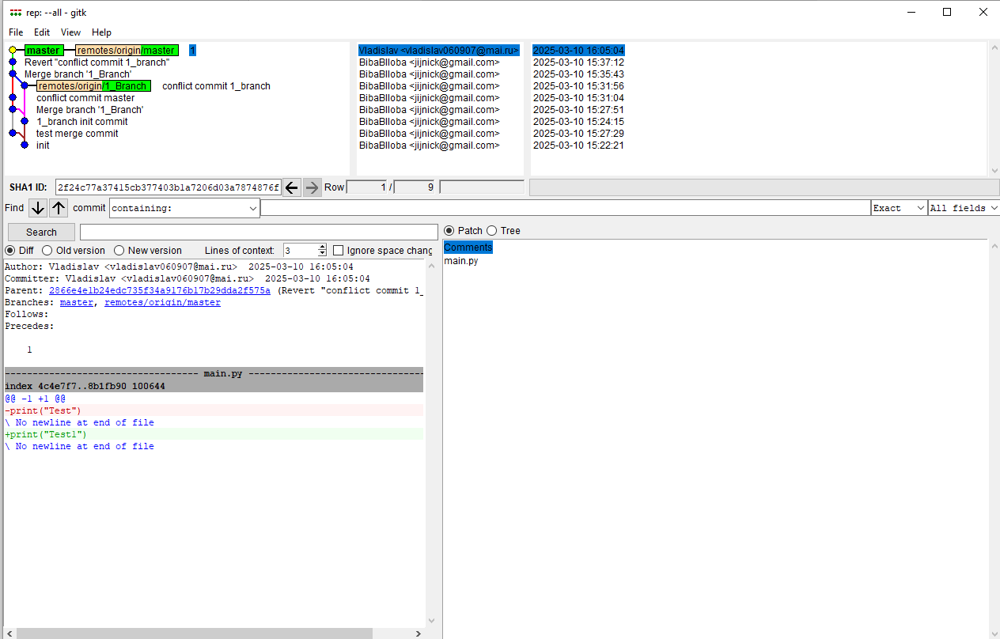 rep: --all - gitk
File Edit View Help
master remotes/origin/master 1 Vladislav <vladislav060907@mai.ru> 2025-03-10 16:05:04
Revert "conflict commit 1_branch" BibaBlloba <jijnick@gmail.com> 2025-03-10 15:37:12
Merge branch '1_Branch' BibaBlloba <jijnick@gmail.com> 2025-03-10 15:35:43
remotes/origin/1_Branch conflict commit 1_branch BibaBlloba <jijnick@gmail.com> 2025-03-10 15:31:56
conflict commit master BibaBlloba <jijnick@gmail.com> 2025-03-10 15:31:04
Merge branch '1_Branch' BibaBlloba <jijnick@gmail.com> 2025-03-10 15:27:51
1_branch init commit BibaBlloba <jijnick@gmail.com> 2025-03-10 15:24:15
test merge commit BibaBlloba <jijnick@gmail.com> 2025-03-10 15:27:29
init BibaBlloba <jijnick@gmail.com> 2025-03-10 15:22:21
SHA1 ID: 2f24c77a37415cb377403b1a7206d03a7874876f Row 1 / 9
Find commit containing: Exact All fields
Search
Patch Tree
Diff Old version New version Lines of context: 3 Ignore space chang
Comments
main.py
Author: Vladislav <vladislav060907@mai.ru> 2025-03-10 16:05:04
Committer: Vladislav <vladislav060907@mai.ru> 2025-03-10 16:05:04
Parent: 2866e4e1b24edc735f34a9176b17b29dda2f575a (Revert "conflict commit 1_
Branches: master, remotes/origin/master
Follows:
Precedes:
1
----------------------------------- main.py --------------------------------
index 4c4e7f7..8b1fb90 100644
@@ -1 +1 @@
-print("Test")
\ No newline at end of file
+print("Test1")
\ No newline at end of file